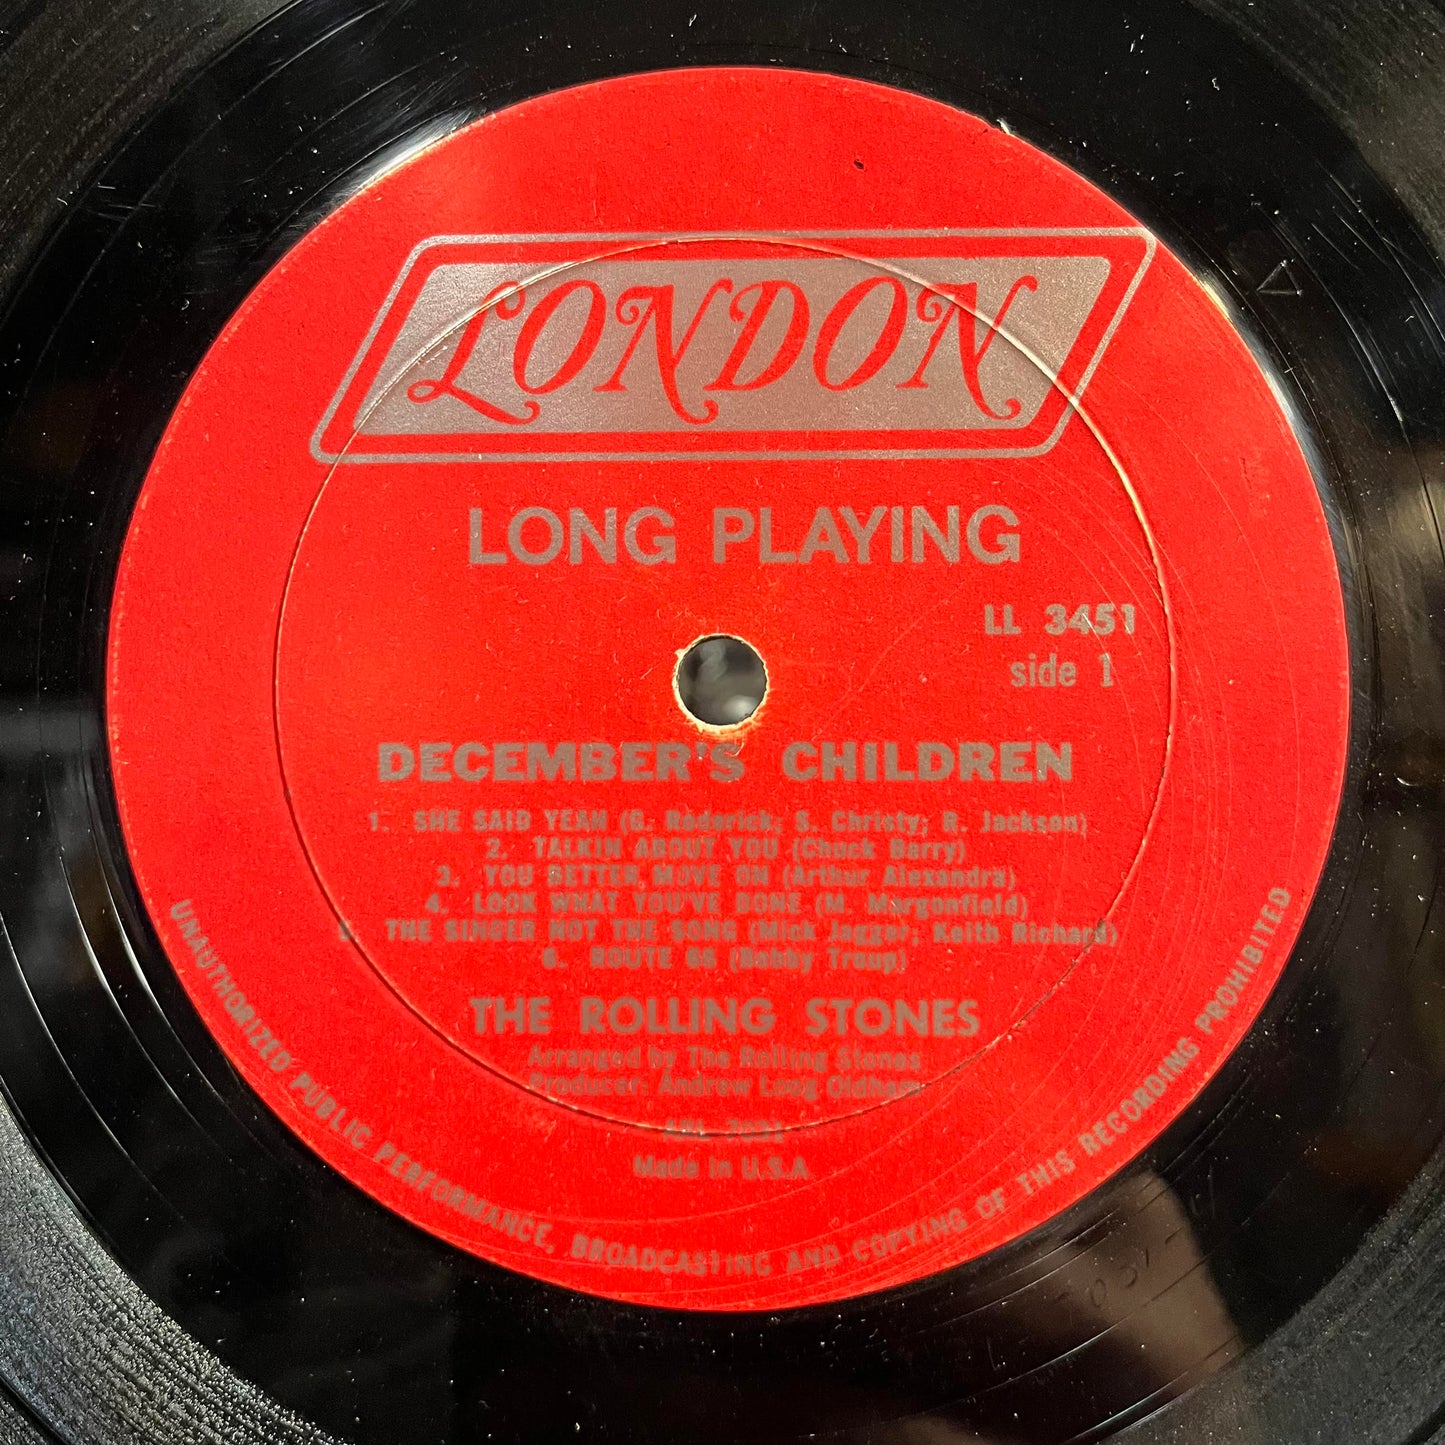 LONDON
LONG PLAYING
LL 3451
side 1
DECEMBER'S CHILDREN
1. SHE SAID YEAH (G. Roderick; S. Christy; R. Jackson)
2. TALKIN ABOUT YOU (Chuck Berry)
3. YOU BETTER MOVE ON (Arthur Alexandra)
4. LOOK WHAT YOU'VE DONE (M. Margonfield)
5. THE SINGER NOT THE SONG (Mick Jagger; Keith Richard)
6. ROUTE 66 (Bobby Troup)
THE ROLLING STONES
Arranged by The Rolling Stones
Producer: Andrew Loog Oldham
Made in U.S.A.
UNAUTHORIZED PUBLIC PERFORMANCE, BROADCASTING AND COPYING OF THIS RECORDING PROHIBITED